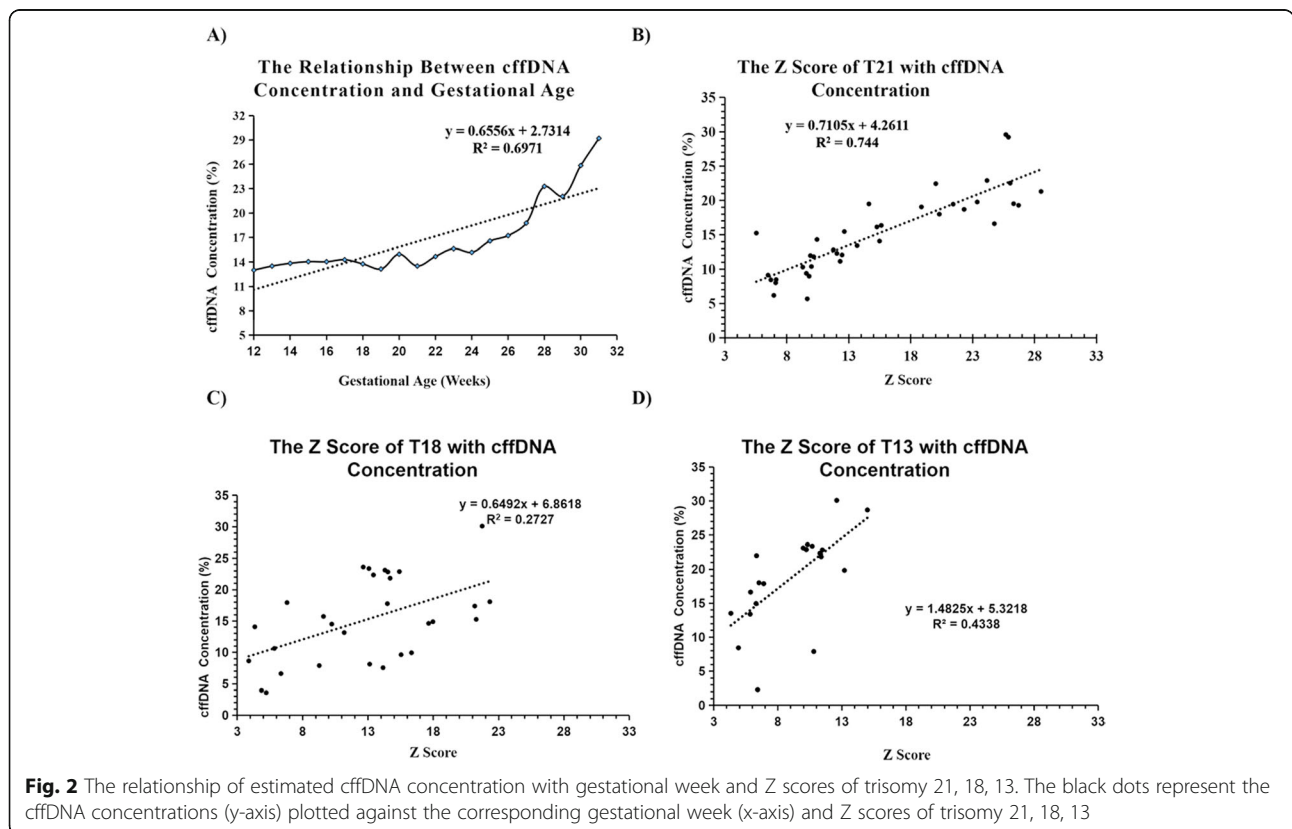 A)
The Relationship Between cffDNA
Concentration and Gestational Age
y = 0.6556x + 2.7314
R² = 0.6971
cffDNA Concentration (%)
29
26
23
20
17
14
11
8
5
12 14 16 18 20 22 24 26 28 30 32
Gestational Age (Weeks)
B)
The Z Score of T21 with cffDNA
Concentration
y = 0.7105x + 4.2611
R² = 0.744
cffDNA Concentration (%)
35
30
25
20
15
10
5
0
3 8 13 18 23 28 33
Z Score
C)
The Z Score of T18 with cffDNA
Concentration
y = 0.6492x + 6.8618
R² = 0.2727
cffDNA Concentration (%)
35
30
25
20
15
10
5
0
3 8 13 18 23 28 33
Z Score
D)
The Z Score of T13 with cffDNA
Concentration
y = 1.4825x + 5.3218
R² = 0.4338
cffDNA Concentration (%)
35
30
25
20
15
10
5
0
3 8 13 18 23 28 33
Z Score
Fig. 2 The relationship of estimated cffDNA concentration with gestational week and Z scores of trisomy 21, 18, 13. The black dots represent the
cffDNA concentrations (y-axis) plotted against the corresponding gestational week (x-axis) and Z scores of trisomy 21, 18, 13